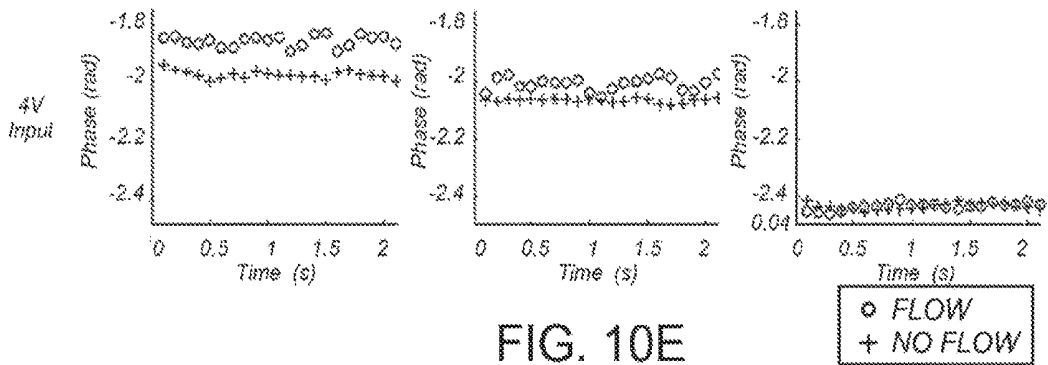 4V
Input
Phase (rad)
-1.8
-2
-2.2
-2.4
0 0.5 1 1.5 2
Time (s)
Phase (rad)
-1.8
-2
-2.2
-2.4
0 0.5 1 1.5 2
Time (s)
Phase (rad)
-1.8
-2
-2.2
-2.4
0.04
0 0.5 1 1.5 2
Time (s)
FLOW
NO FLOW
FIG. 10E